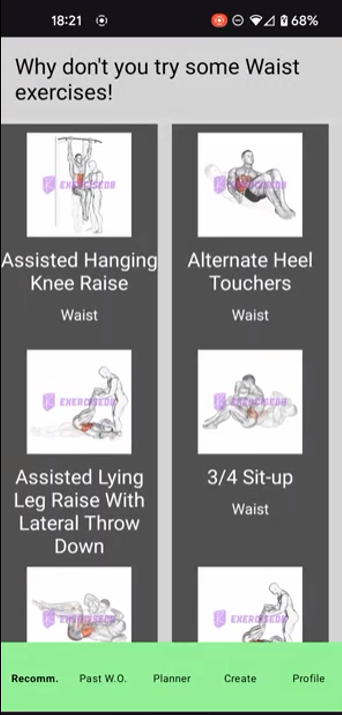 18:21
68%
Why don't you try some Waist
exercises!
EXERCISEDB
EXERCISEDB
Assisted Hanging
Knee Raise
Waist
Alternate Heel
Touchers
Waist
EXERCISEDB
EXERCISEDB
Assisted Lying
Leg Raise With
Lateral Throw
Down
3/4 Sit-up
Waist
EXERCISEDB
EXERCISEDB
Recomm. Past W.O. Planner Create Profile